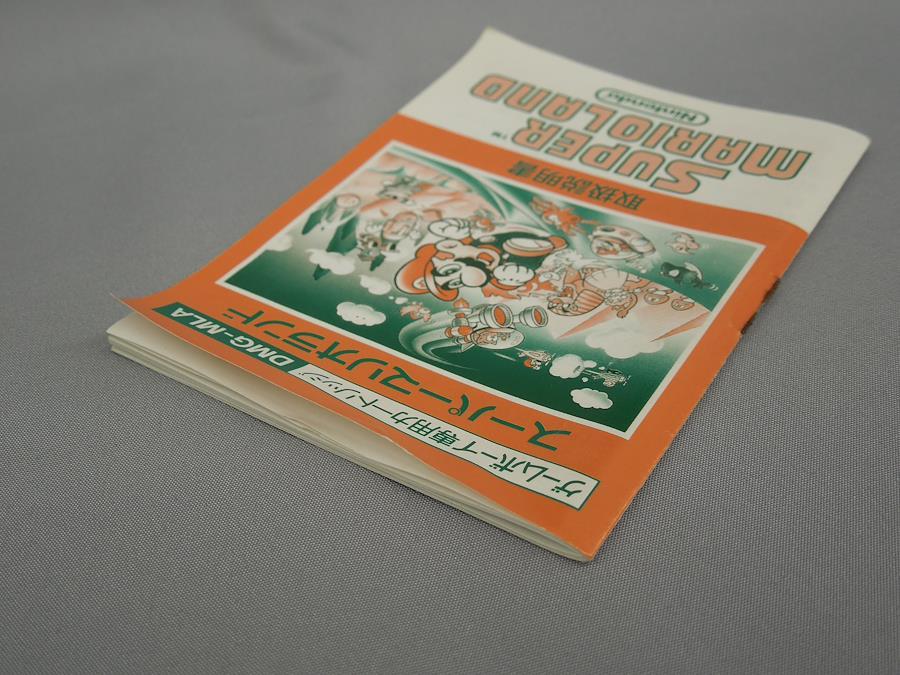 ゲームボーイ専用カートリッジ DMG-MLA
スーパーマリオランド
取扱説明書
SUPER™
MARIOLAND
Nintendo